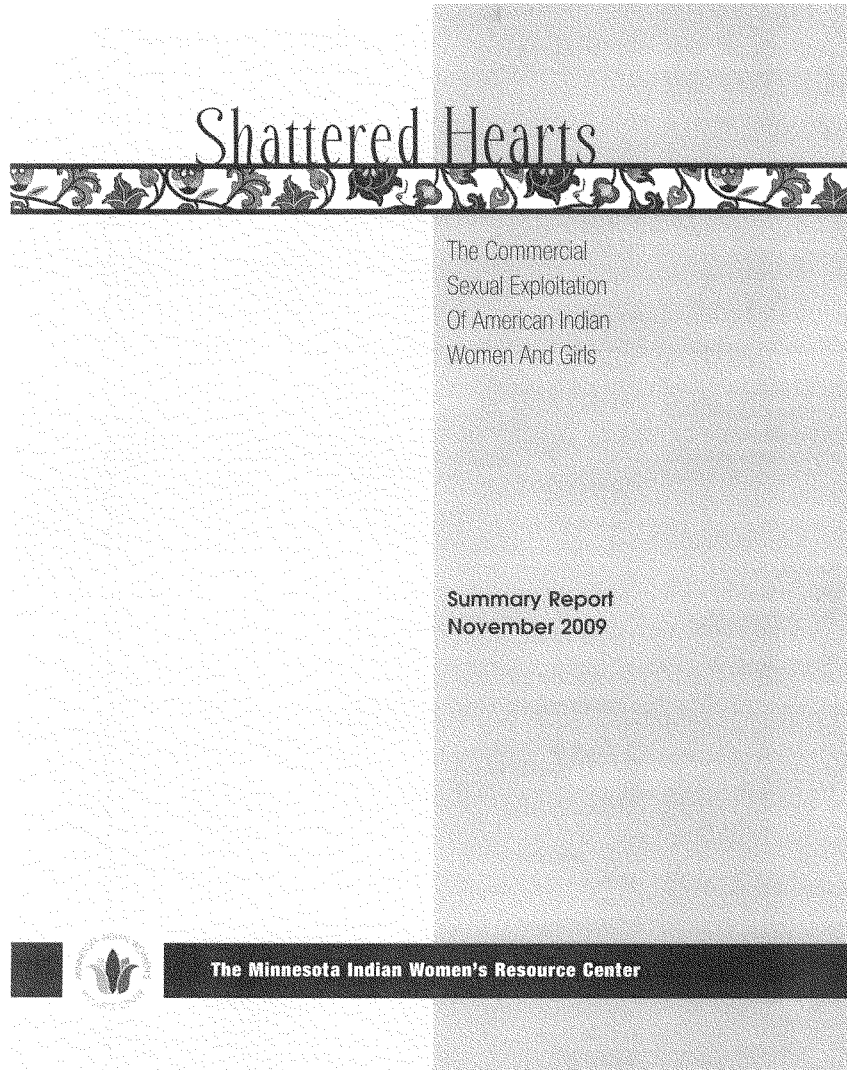 Shattered Hearts
The Commercial
Sexual Exploitation
Of American Indian
Women And Girls
Summary Report
November 2009
The Minnesota Indian Women's Resource Center